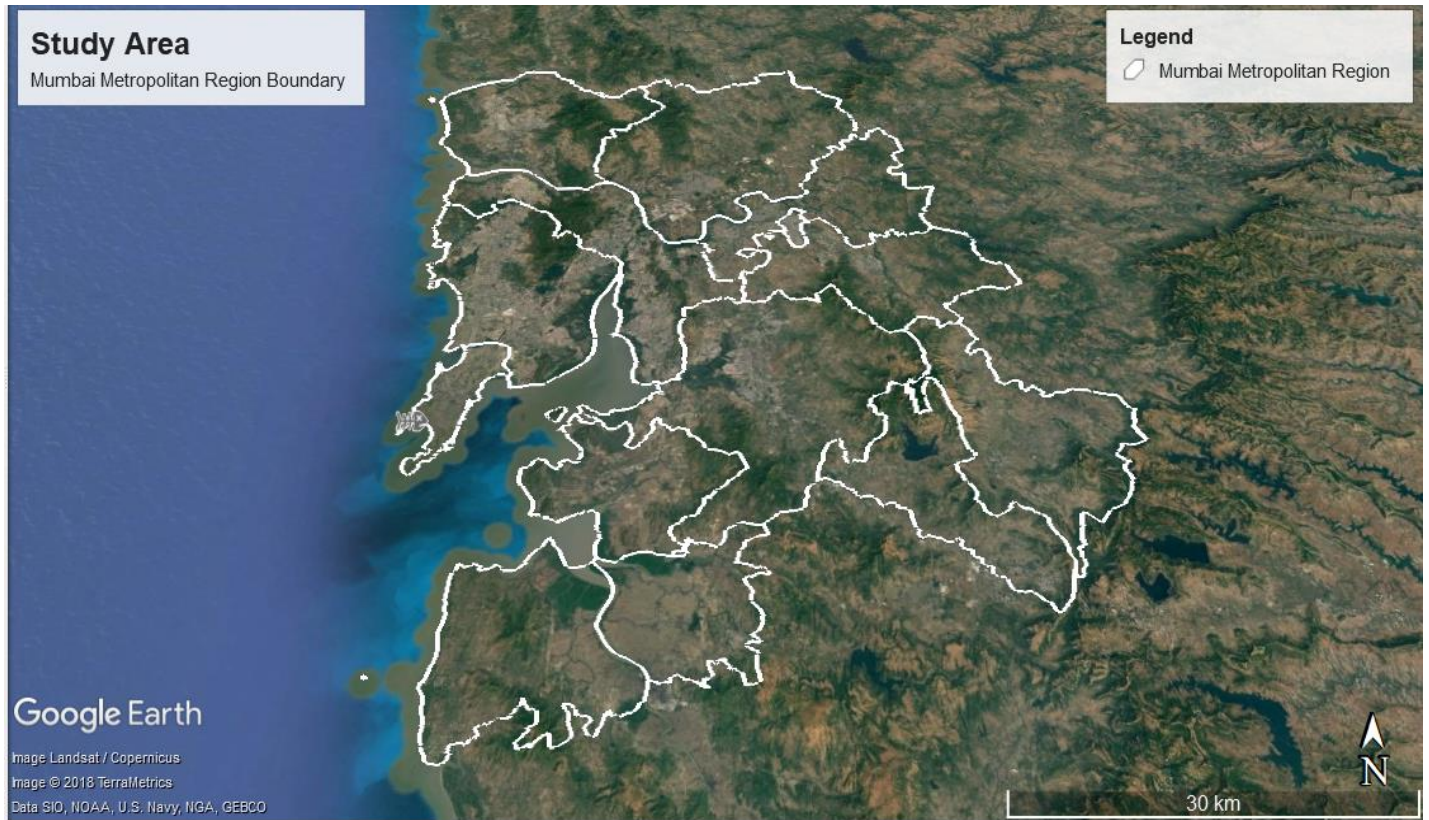 Study Area
Mumbai Metropolitan Region Boundary
Legend
Mumbai Metropolitan Region
Google Earth
Image Landsat / Copernicus
Image © 2018 TerraMetrics
Data SIO, NOAA, U.S. Navy, NGA, GEBCO
N
30 km